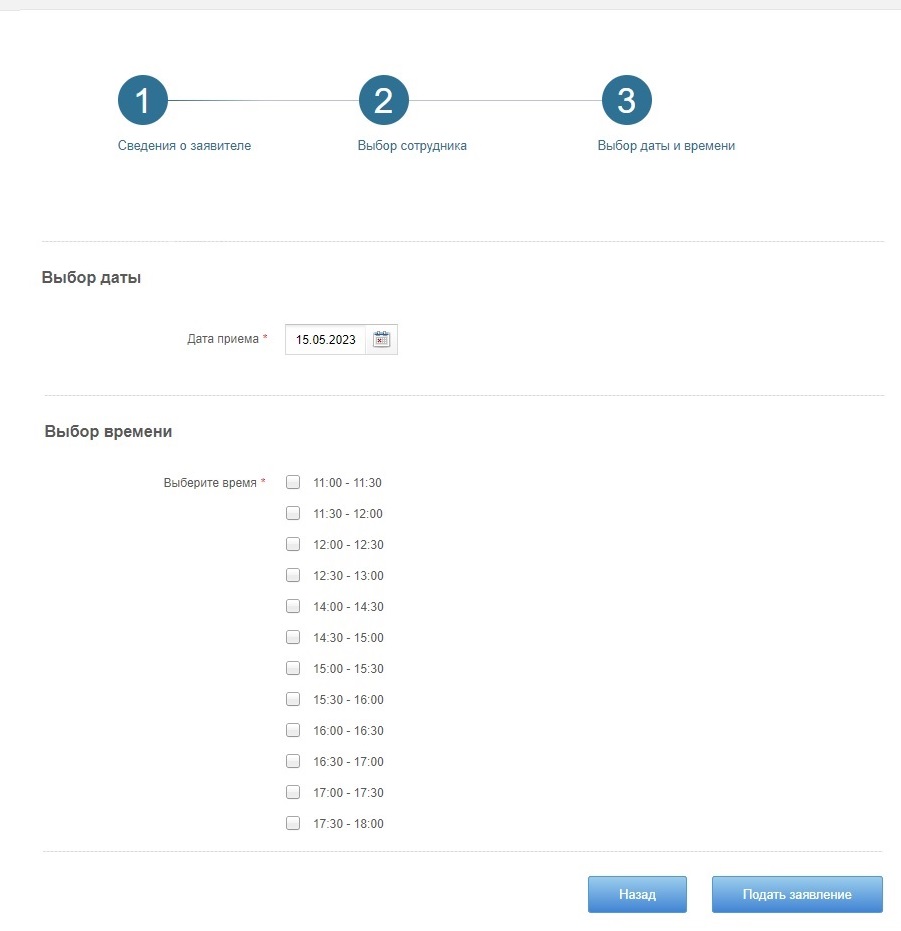 1 2 3
Сведения о заявителе Выбор сотрудника Выбор даты и времени
Выбор даты
Дата приема * 15.05.2023
Выбор времени
Выберите время * 11:00 - 11:30
11:30 - 12:00
12:00 - 12:30
12:30 - 13:00
14:00 - 14:30
14:30 - 15:00
15:00 - 15:30
15:30 - 16:00
16:00 - 16:30
16:30 - 17:00
17:00 - 17:30
17:30 - 18:00
Назад Подать заявление